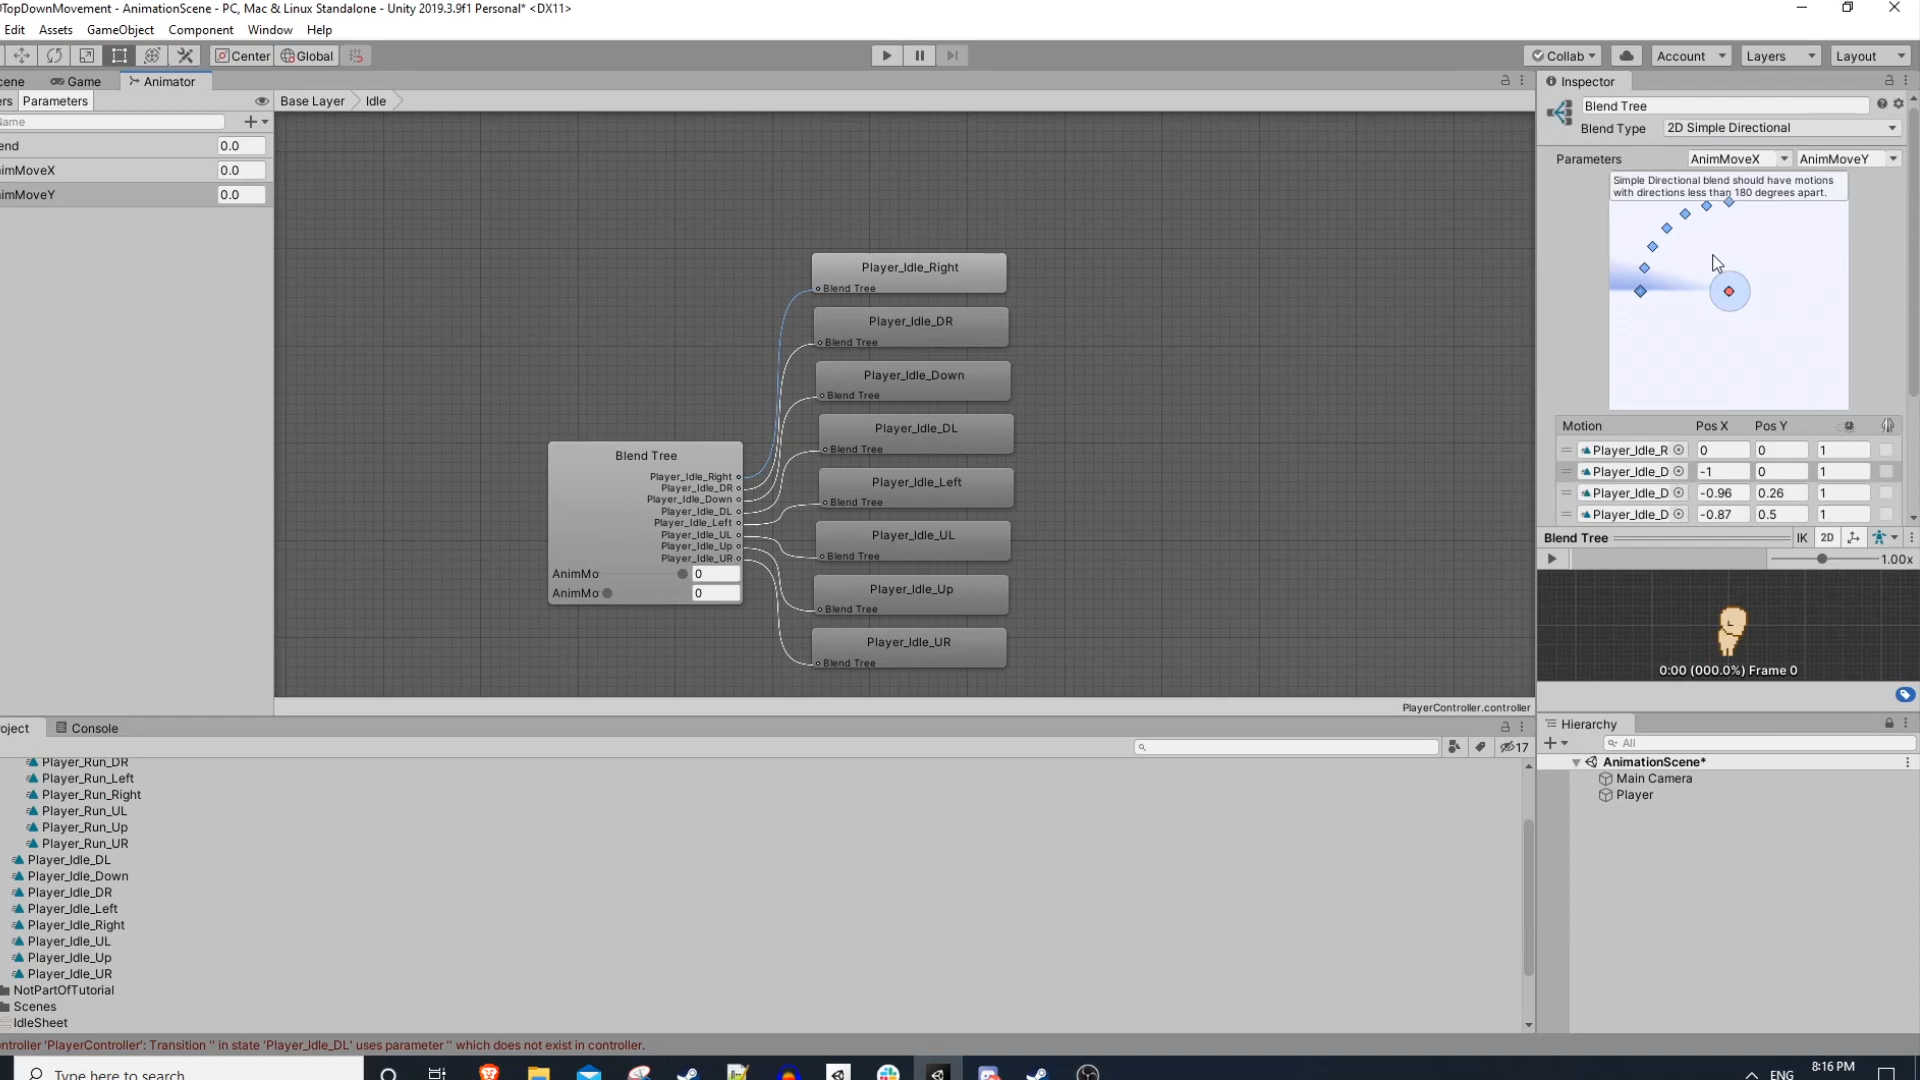 TopDownMovement - AnimationScene - PC, Mac & Linux Standalone - Unity 2019.3.9f1 Personal* <DX11>
Edit Assets GameObject Component Window Help
Center Global Collab Account Layers Layout
cene Game Animator
ers Parameters
Base Layer Idle
Name
end 0.0
nimMoveX 0.0
nimMoveY 0.0
Player_Idle_Right
Blend Tree
Player_Idle_DR
Blend Tree
Player_Idle_Down
Blend Tree
Player_Idle_DL
Blend Tree
Player_Idle_Left
Blend Tree
Player_Idle_UL
Blend Tree
Player_Idle_Up
Blend Tree
Player_Idle_UR
Blend Tree
Blend Tree
Player_Idle_Right
Player_Idle_DR
Player_Idle_Down
Player_Idle_DL
Player_Idle_Left
Player_Idle_UL
Player_Idle_Up
Player_Idle_UR
AnimMo 0
AnimMo 0
PlayerController.controller
Inspector
Blend Tree
Blend Type 2D Simple Directional
Parameters AnimMoveX AnimMoveY
Simple Directional blend should have motions
with directions less than 180 degrees apart.
Motion Pos X Pos Y
Player_Idle_R 0 0 1
Player_Idle_D -1 0 1
Player_Idle_D -0.96 0.26 1
Player_Idle_D -0.87 0.5 1
Blend Tree IK 2D
1.00x
0:00 (000.0%) Frame 0
Hierarchy
All
AnimationScene*
Main Camera
Player
oject Console
17
Player_Run_DR
Player_Run_Left
Player_Run_Right
Player_Run_UL
Player_Run_Up
Player_Run_UR
Player_Idle_DL
Player_Idle_Down
Player_Idle_DR
Player_Idle_Left
Player_Idle_Right
Player_Idle_UL
Player_Idle_Up
Player_Idle_UR
NotPartOfTutorial
Scenes
IdleSheet
ontroller 'PlayerController': Transition '' in state 'Player_Idle_DL' uses parameter '' which does not exist in controller.
Type here to search
ENG
8:16 PM